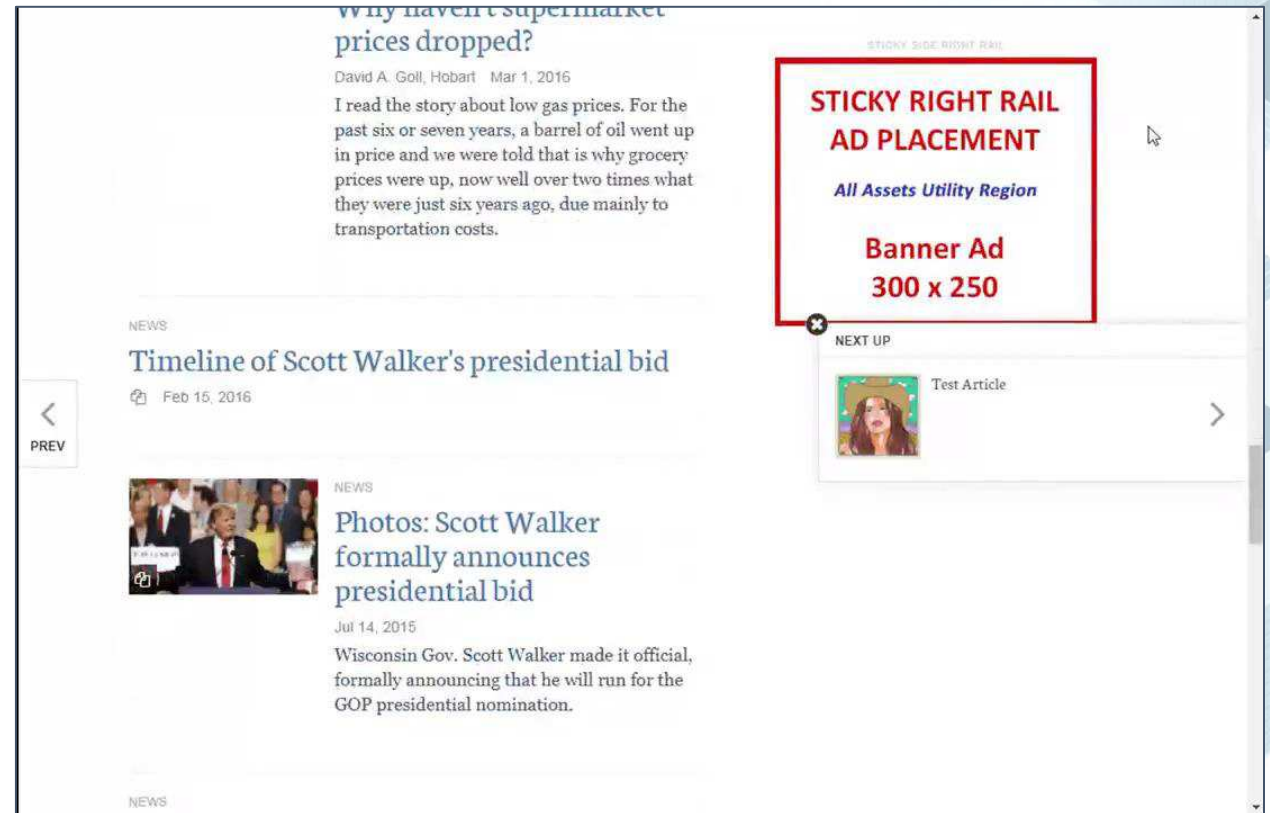 Why haven't supermarket
prices dropped?
David A. Goll, Hobart Mar 1, 2016
I read the story about low gas prices. For the
past six or seven years, a barrel of oil went up
in price and we were told that is why grocery
prices were up, now well over two times what
they were just six years ago, due mainly to
transportation costs.
NEWS
Timeline of Scott Walker's presidential bid
Feb 15, 2016
PREV
NEWS
Photos: Scott Walker
formally announces
presidential bid
Jul 14, 2015
Wisconsin Gov. Scott Walker made it official,
formally announcing that he will run for the
GOP presidential nomination.
NEWS
STICKY SIDE RIGHT RAIL
STICKY RIGHT RAIL
AD PLACEMENT
All Assets Utility Region
Banner Ad
300 x 250
NEXT UP
Test Article